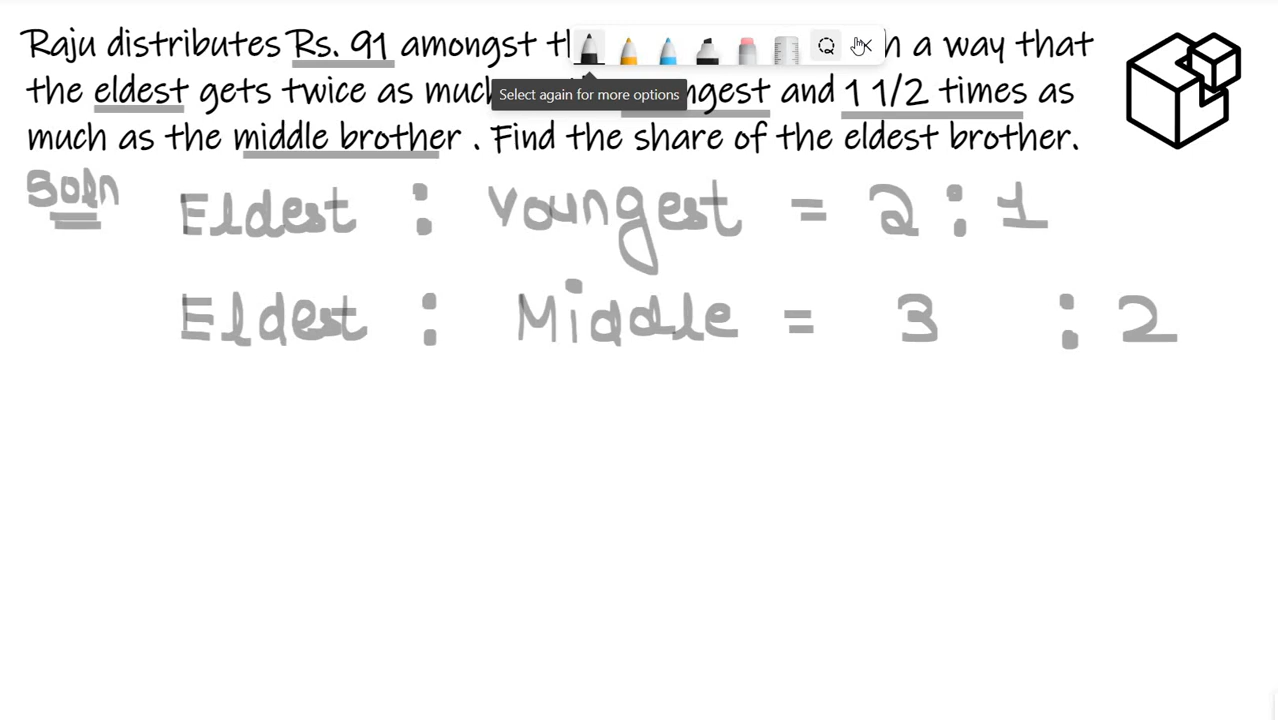 Raju distributes Rs. 91 amongst a way that
the eldest gets twice as much and 1 1/2 times as
Select again for more options
much as the middle brother . Find the share of the eldest brother.
Soln
Eldest : Youngest = 2 : 1
Eldest : Middle = 3 : 2